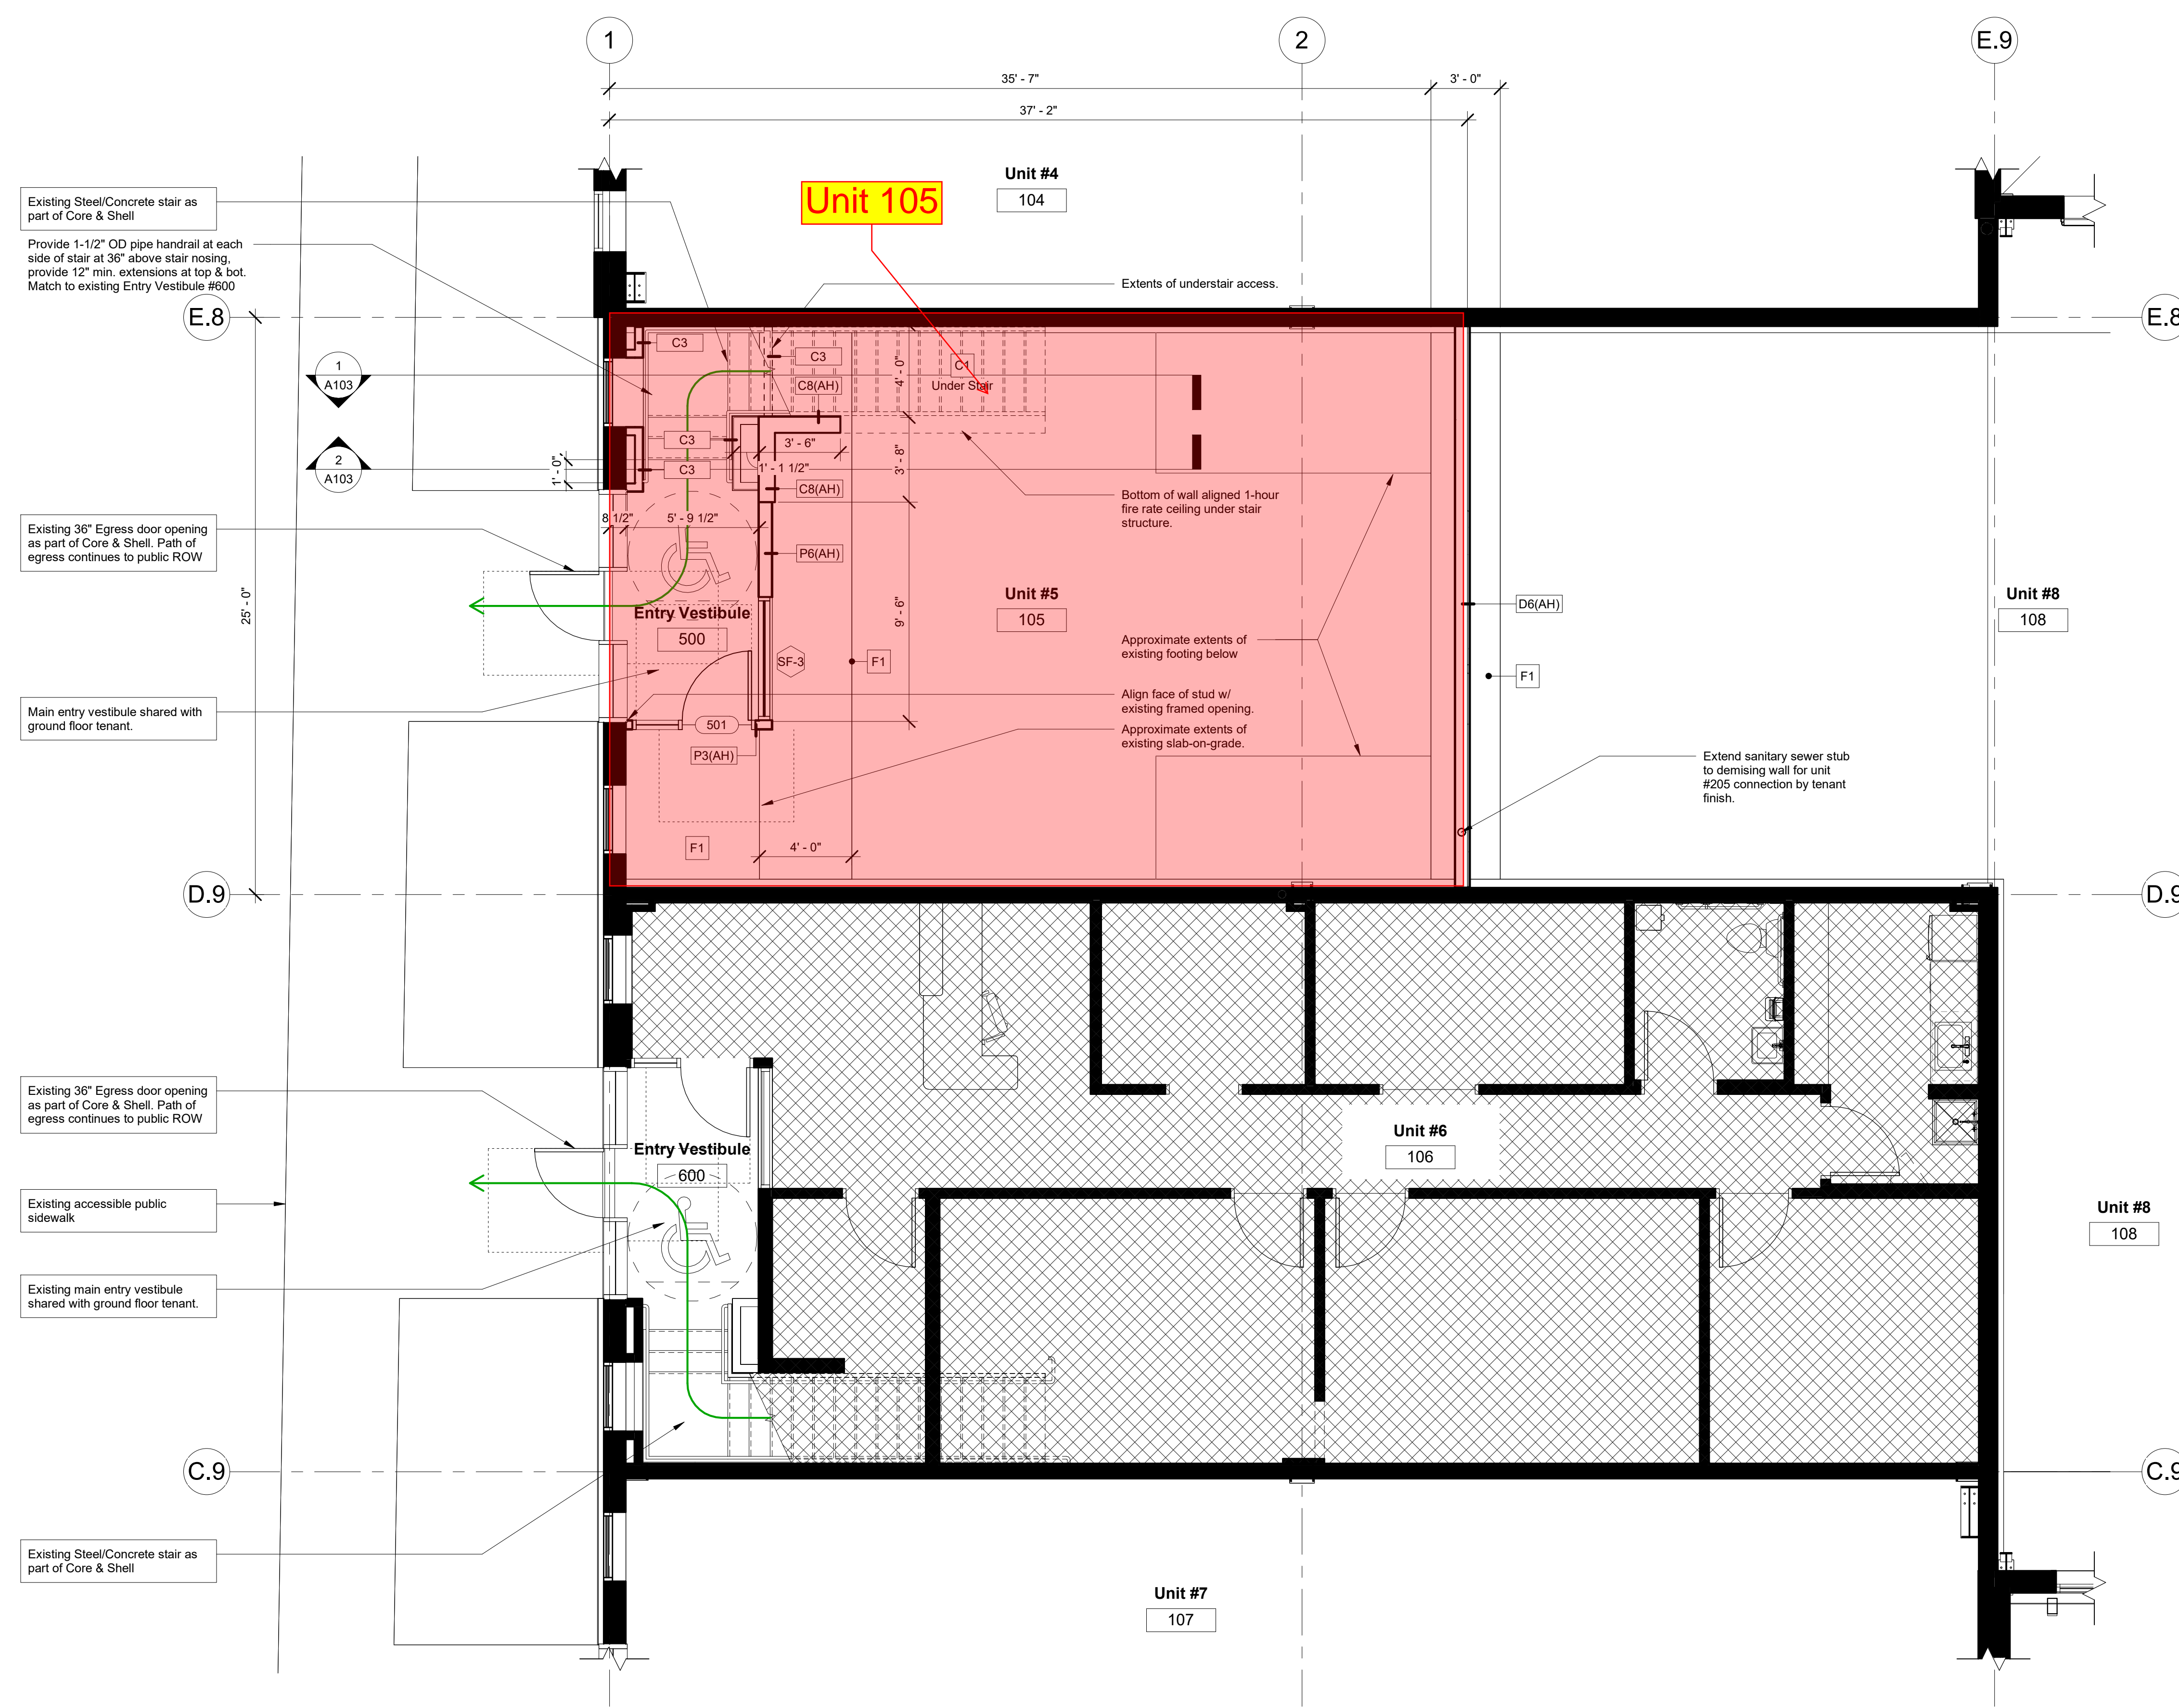 1
2
E.9
35' - 7"
3' - 0"
37' - 2"
Unit #4
104
Unit 105
Existing Steel/Concrete stair as
part of Core & Shell
Provide 1-1/2" OD pipe handrail at each
side of stair at 36" above stair nosing,
provide 12" min. extensions at top & bot.
Match to existing Entry Vestibule #600
Extents of understair access.
E.8
E.8
C3
C3
C1
Under Stair
4' - 0"
1
A103
C8(AH)
C3
3' - 6"
2
A103
1' - 0"
C3
1' - 1 1/2"
3' - 8"
C8(AH)
Bottom of wall aligned 1-hour
fire rate ceiling under stair
structure.
Existing 36" Egress door opening
as part of Core & Shell. Path of
egress continues to public ROW
8 1/2"
5' - 9 1/2"
P6(AH)
25' - 0"
Entry Vestibule
500
9' - 6"
Unit #5
105
D6(AH)
Unit #8
108
Approximate extents of
existing footing below
SF-3
F1
F1
Main entry vestibule shared with
ground floor tenant.
Align face of stud w/
existing framed opening.
501
Approximate extents of
existing slab-on-grade.
P3(AH)
Extend sanitary sewer stub
to demising wall for unit
#205 connection by tenant
finish.
F1
4' - 0"
D.9
D.9
Existing 36" Egress door opening
as part of Core & Shell. Path of
egress continues to public ROW
Entry Vestibule
600
Unit #6
106
Existing accessible public
sidewalk
Unit #8
108
Existing main entry vestibule
shared with ground floor tenant.
C.9
C.9
Existing Steel/Concrete stair as
part of Core & Shell
Unit #7
107